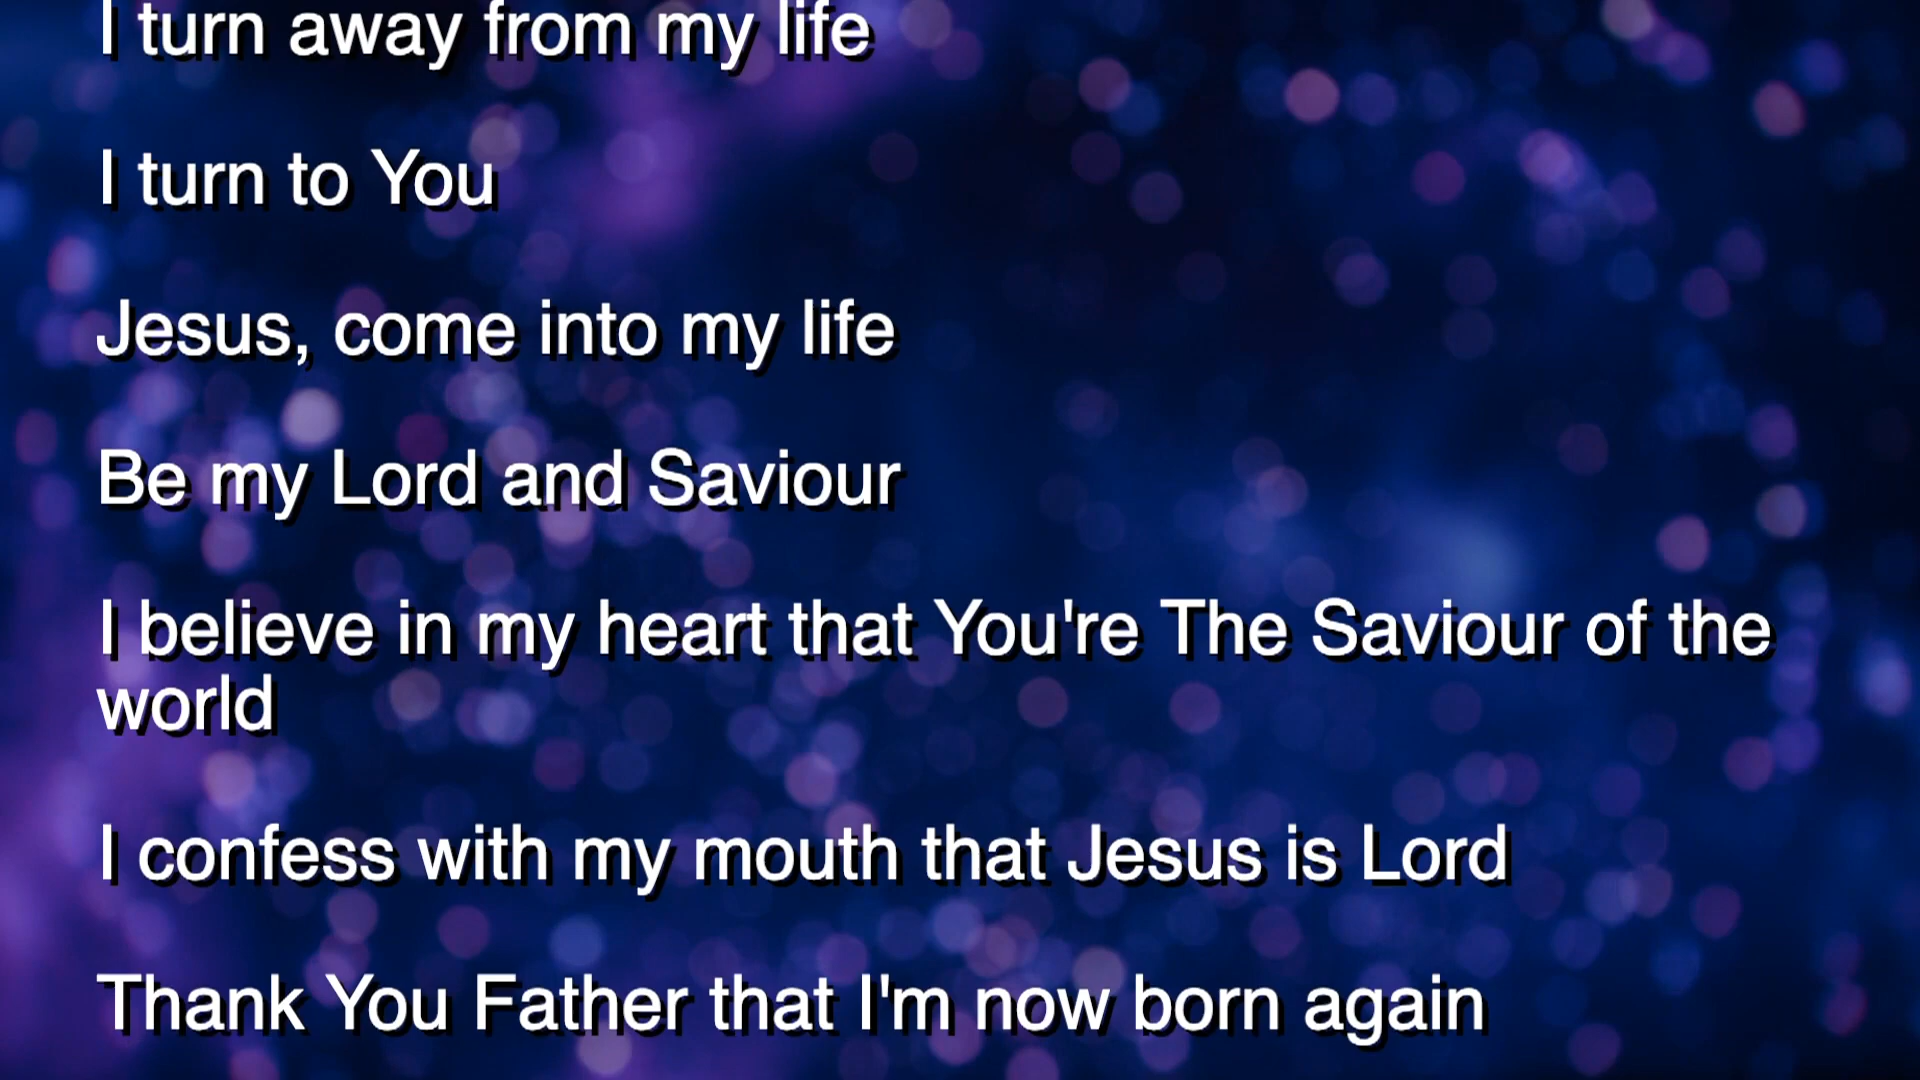 I turn away from my life
I turn to You
Jesus, come into my life
Be my Lord and Saviour
I believe in my heart that You're The Saviour of the
world
I confess with my mouth that Jesus is Lord
Thank You Father that I'm now born again